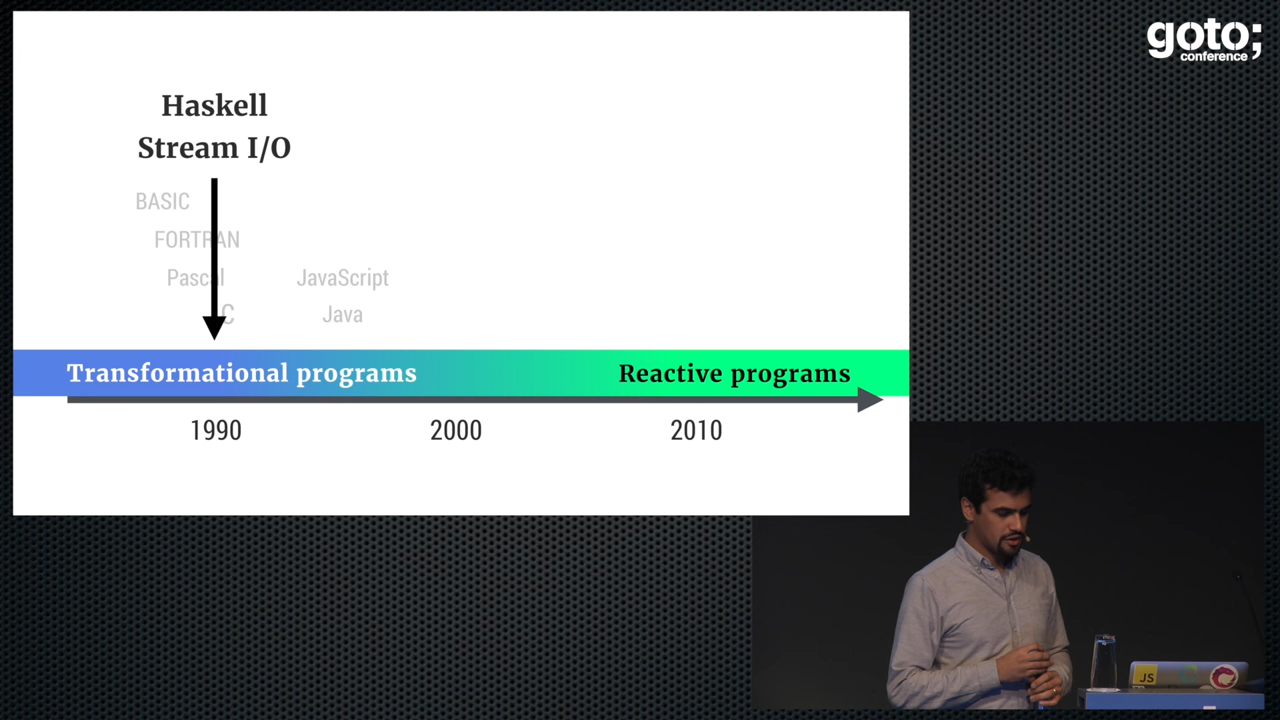 goto;
conference
Haskell
Stream I/O
BASIC
FORTRAN
Pascal
JavaScript
C
Java
Transformational programs
Reactive programs
1990
2000
2010
JS